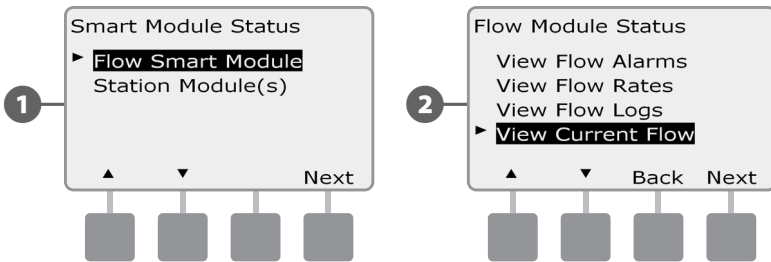 1
Smart Module Status
► Flow Smart Module
Station Module(s)
▲ ▼ Next
2
Flow Module Status
View Flow Alarms
View Flow Rates
View Flow Logs
► View Current Flow
▲ ▼ Back Next